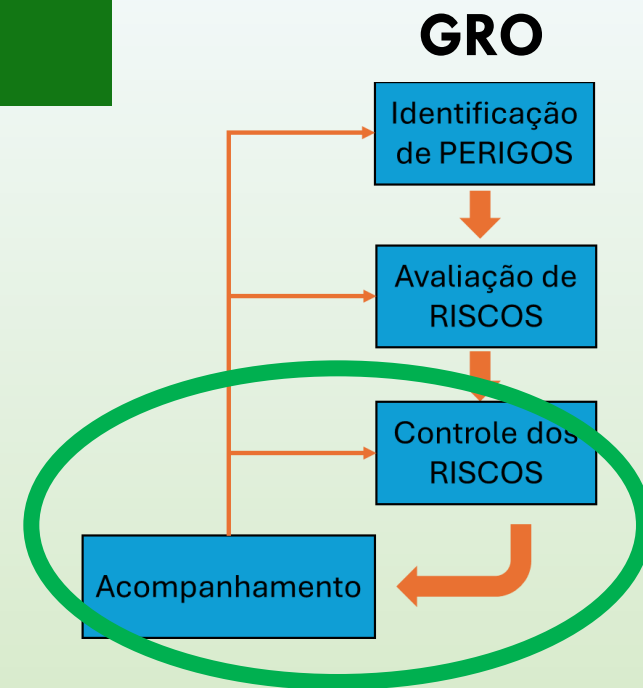 GRO
Identificação
de PERIGOS
Avaliação de
RISCOS
Controle dos
RISCOS
Acompanhamento